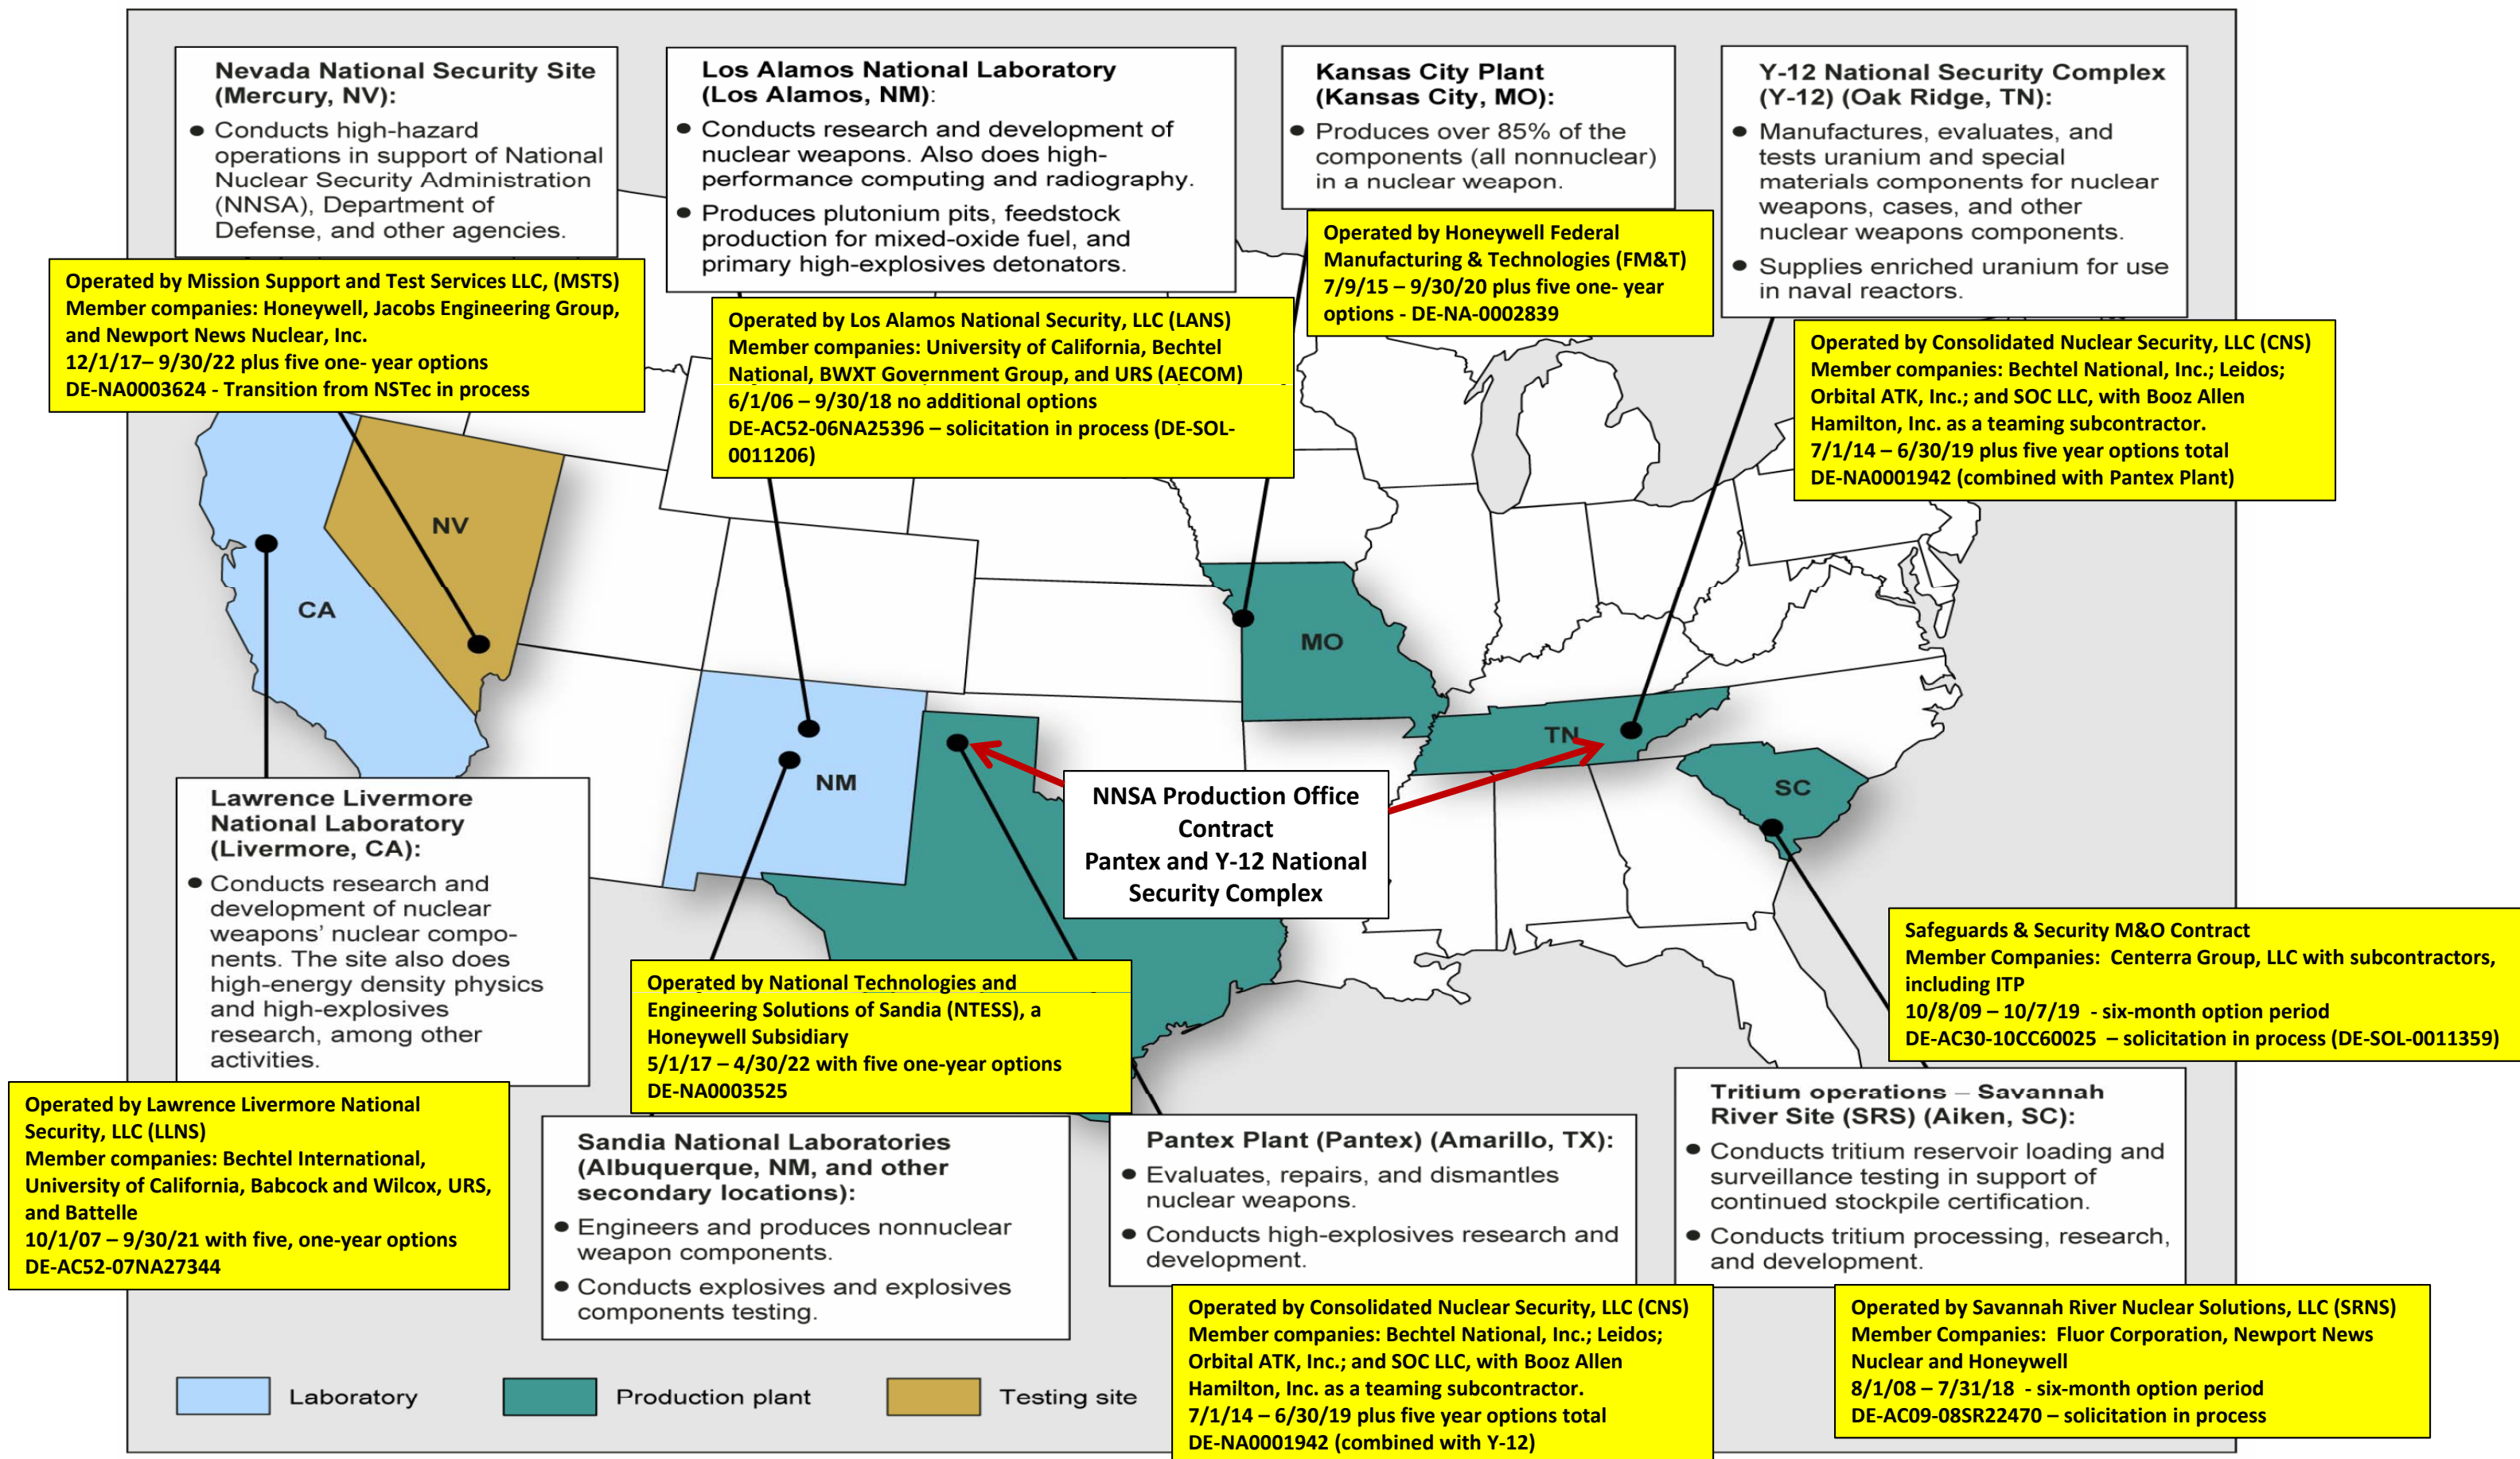 Nevada National Security Site
(Mercury, NV):
• Conducts high-hazard
operations in support of National
Nuclear Security Administration
(NNSA), Department of
Defense, and other agencies.
Operated by Mission Support and Test Services LLC, (MSTS)
Member companies: Honeywell, Jacobs Engineering Group,
and Newport News Nuclear, Inc.
12/1/17– 9/30/22 plus five one- year options
DE-NA0003624 - Transition from NSTec in process
Los Alamos National Laboratory
(Los Alamos, NM):
• Conducts research and development of
nuclear weapons. Also does high-
performance computing and radiography.
• Produces plutonium pits, feedstock
production for mixed-oxide fuel, and
primary high-explosives detonators.
Operated by Los Alamos National Security, LLC (LANS)
Member companies: University of California, Bechtel
National, BWXT Government Group, and URS (AECOM)
6/1/06 – 9/30/18 no additional options
DE-AC52-06NA25396 – solicitation in process (DE-SOL-
0011206)
Kansas City Plant
(Kansas City, MO):
• Produces over 85% of the
components (all nonnuclear)
in a nuclear weapon.
Operated by Honeywell Federal
Manufacturing & Technologies (FM&T)
7/9/15 – 9/30/20 plus five one- year
options - DE-NA-0002839
Y-12 National Security Complex
(Y-12) (Oak Ridge, TN):
• Manufactures, evaluates, and
tests uranium and special
materials components for nuclear
weapons, cases, and other
nuclear weapons components.
• Supplies enriched uranium for use
in naval reactors.
Operated by Consolidated Nuclear Security, LLC (CNS)
Member companies: Bechtel National, Inc.; Leidos;
Orbital ATK, Inc.; and SOC LLC, with Booz Allen
Hamilton, Inc. as a teaming subcontractor.
7/1/14 – 6/30/19 plus five year options total
DE-NA0001942 (combined with Pantex Plant)
NV
CA
MO
TN
NM
SC
NNSA Production Office
Contract
Pantex and Y-12 National
Security Complex
Lawrence Livermore
National Laboratory
(Livermore, CA):
• Conducts research and
development of nuclear
weapons’ nuclear compo-
nents. The site also does
high-energy density physics
and high-explosives
research, among other
activities.
Operated by Lawrence Livermore National
Security, LLC (LLNS)
Member companies: Bechtel International,
University of California, Babcock and Wilcox, URS,
and Battelle
10/1/07 – 9/30/21 with five, one-year options
DE-AC52-07NA27344
Operated by National Technologies and
Engineering Solutions of Sandia (NTESS), a
Honeywell Subsidiary
5/1/17 – 4/30/22 with five one-year options
DE-NA0003525
Sandia National Laboratories
(Albuquerque, NM, and other
secondary locations):
• Engineers and produces nonnuclear
weapon components.
• Conducts explosives and explosives
components testing.
Pantex Plant (Pantex) (Amarillo, TX):
• Evaluates, repairs, and dismantles
nuclear weapons.
• Conducts high-explosives research and
development.
Operated by Consolidated Nuclear Security, LLC (CNS)
Member companies: Bechtel National, Inc.; Leidos;
Orbital ATK, Inc.; and SOC LLC, with Booz Allen
Hamilton, Inc. as a teaming subcontractor.
7/1/14 – 6/30/19 plus five year options total
DE-NA0001942 (combined with Y-12)
Safeguards & Security M&O Contract
Member Companies: Centerra Group, LLC with subcontractors,
including ITP
10/8/09 – 10/7/19 - six-month option period
DE-AC30-10CC60025 – solicitation in process (DE-SOL-0011359)
Tritium operations – Savannah
River Site (SRS) (Aiken, SC):
• Conducts tritium reservoir loading and
surveillance testing in support of
continued stockpile certification.
• Conducts tritium processing, research,
and development.
Operated by Savannah River Nuclear Solutions, LLC (SRNS)
Member Companies: Fluor Corporation, Newport News
Nuclear and Honeywell
8/1/08 – 7/31/18 - six-month option period
DE-AC09-08SR22470 – solicitation in process
Laboratory
Production plant
Testing site